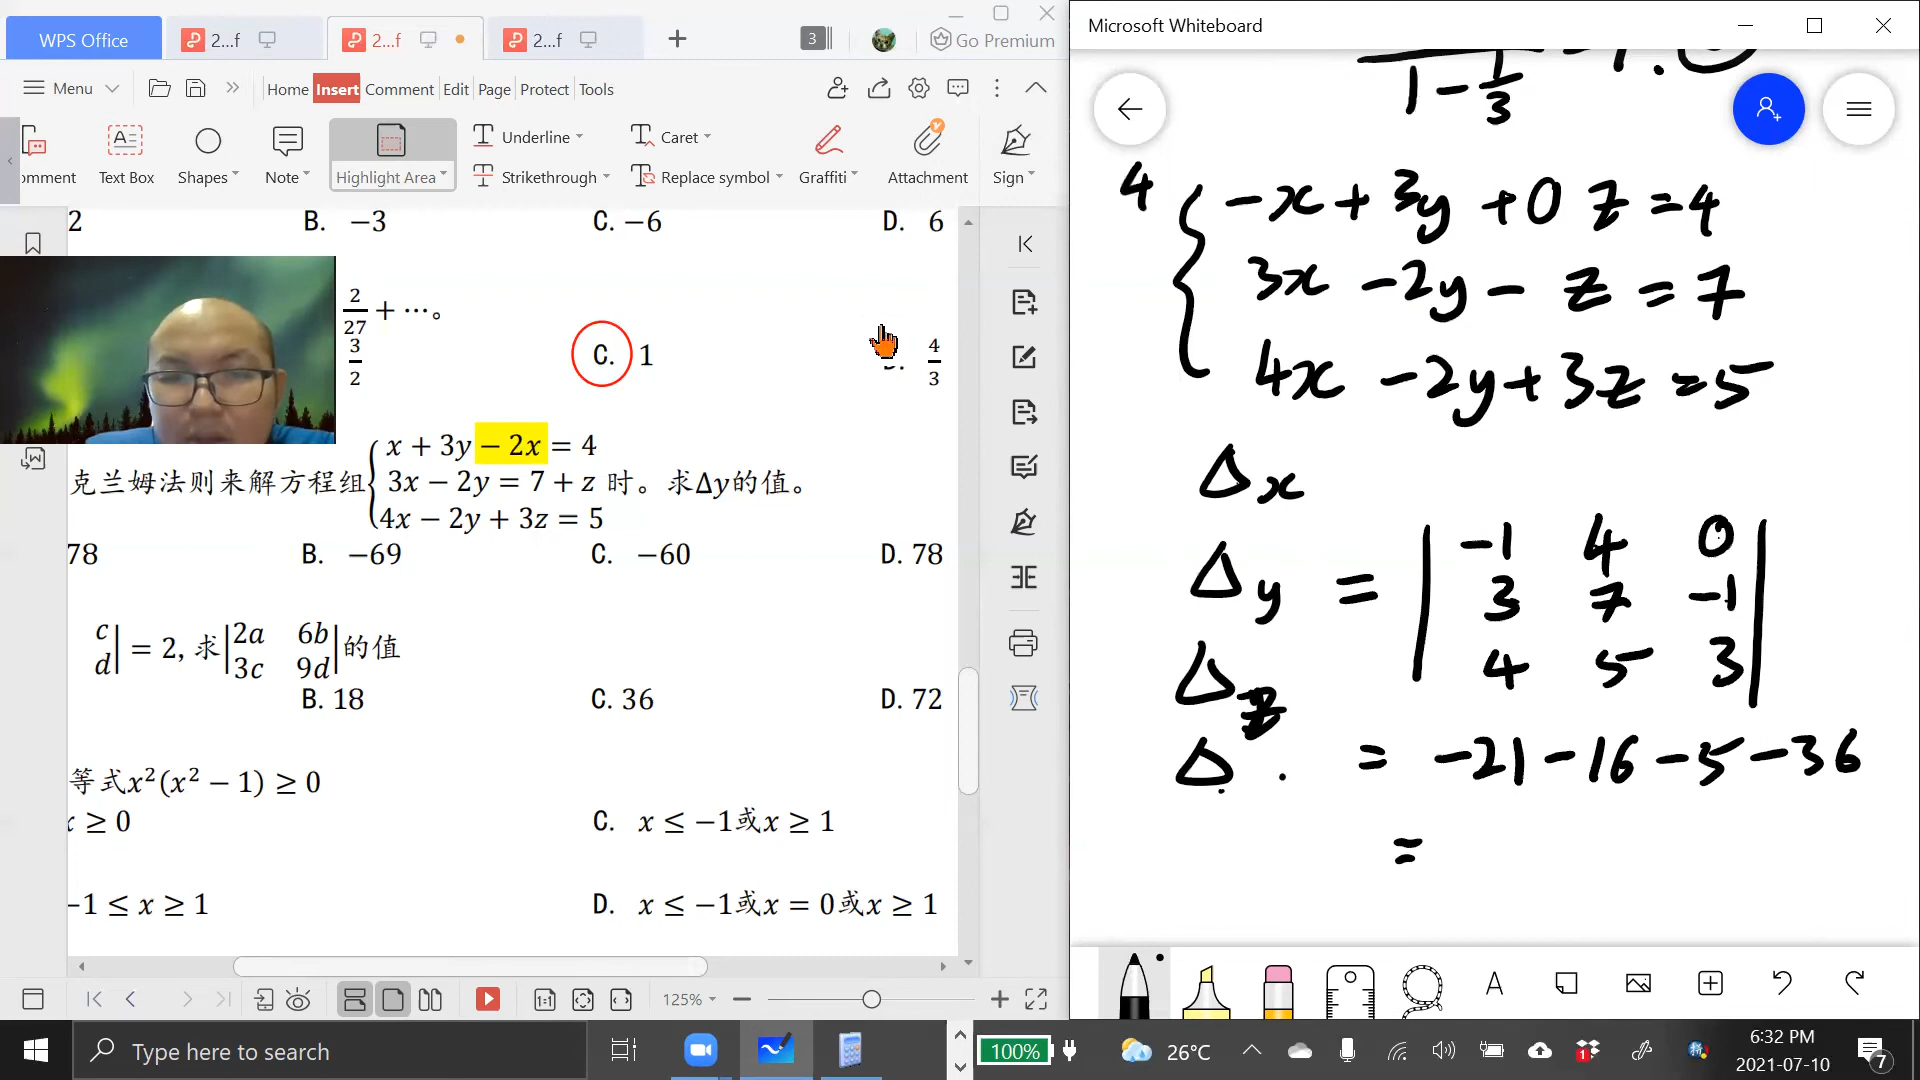 WPS Office
2...f
2...f
2...f
3
Go Premium
Menu
Home Insert Comment Edit Page Protect Tools
omment
Text Box
Shapes
Note
Highlight Area
Underline
Strikethrough
Caret
Replace symbol
Graffiti
Attachment
Sign
2 B. −3 C. −6 D. 6
2/27 + ⋯。
3/2 C. 1 4/3
克兰姆法则来解方程组 { x + 3y − 2x = 4
3x − 2y = 7 + z 时。求Δy的值。
4x − 2y + 3z = 5
78 B. −69 C. −60 D. 78
c
d| = 2, 求 |2a 6b
3c 9d| 的值
B. 18 C. 36 D. 72
等式x²(x² − 1) ≥ 0
x ≥ 0 C. x ≤ −1或x ≥ 1
−1 ≤ x ≥ 1 D. x ≤ −1或x = 0或x ≥ 1
125%
Microsoft Whiteboard
1 − 1/3
4 { −x + 3y + 0 z = 4
3x − 2y − z = 7
4x − 2y + 3z = 5
Δx
Δy = | −1 4 0
3 7 −1
4 5 3 |
Δz
Δ = −21 − 16 − 5 − 36
=
Type here to search
100%
26°C
1
6:32 PM
2021-07-10
7